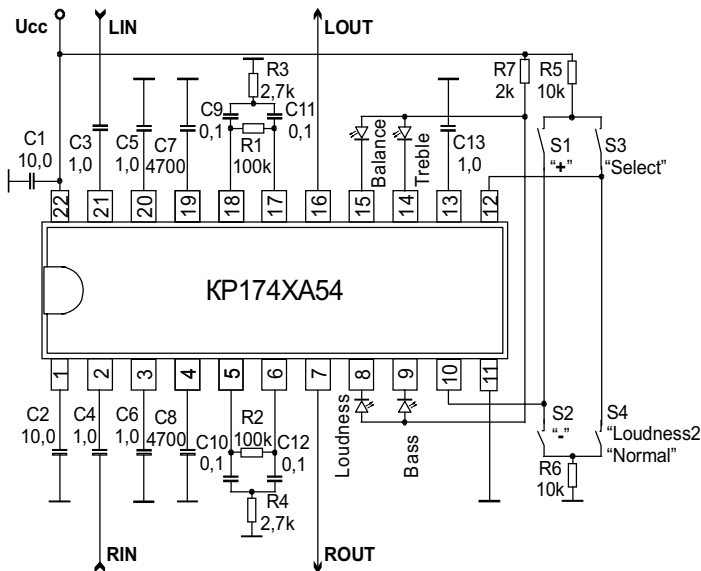 Ucc
LIN
LOUT
R3
2,7k
R7
2k
R5
10k
C1
10,0
C3
1,0
C5
1,0
C7
4700
C9
0,1
C11
0,1
R1
100k
Balance
Treble
C13
1,0
S1
“+”
S3
“Select”
22
21
20
19
18
17
16
15
14
13
12
КР174ХА54
1
2
3
4
5
6
7
8
9
10
11
C2
10,0
C4
1,0
C6
1,0
C8
4700
C10
0,1
R2
100k
C12
0,1
R4
2,7k
Loudness
Bass
S2
“-”
S4
“Loudness2
“Normal”
R6
10k
RIN
ROUT